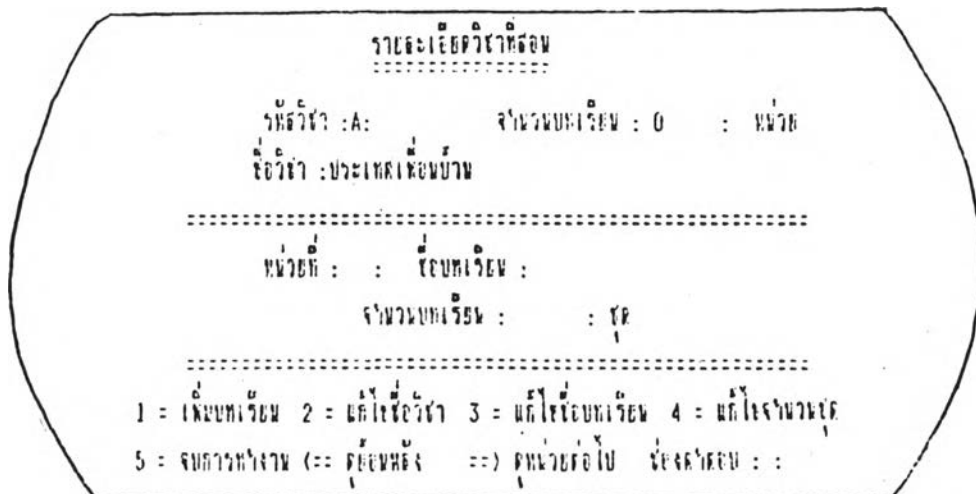 รายละเอียดวิชาที่สอน
รหัสวิชา :A: จำนวนบทเรียน : 0 : หน่วย
ชื่อวิชา :ประเทศเพื่อนบ้าน
หน่วยที่ : : ชื่อบทเรียน :
จำนวนบทเรียน : : ชุด
1 = เพิ่มบทเรียน 2 = แก้ไขชื่อวิชา 3 = แก้ไขชื่อบทเรียน 4 = แก้ไขจำนวนชุด
5 = จบการทำงาน (== ดูย้อนหลัง ==) ดูหน่วยต่อไป ช่องคำตอบ : :